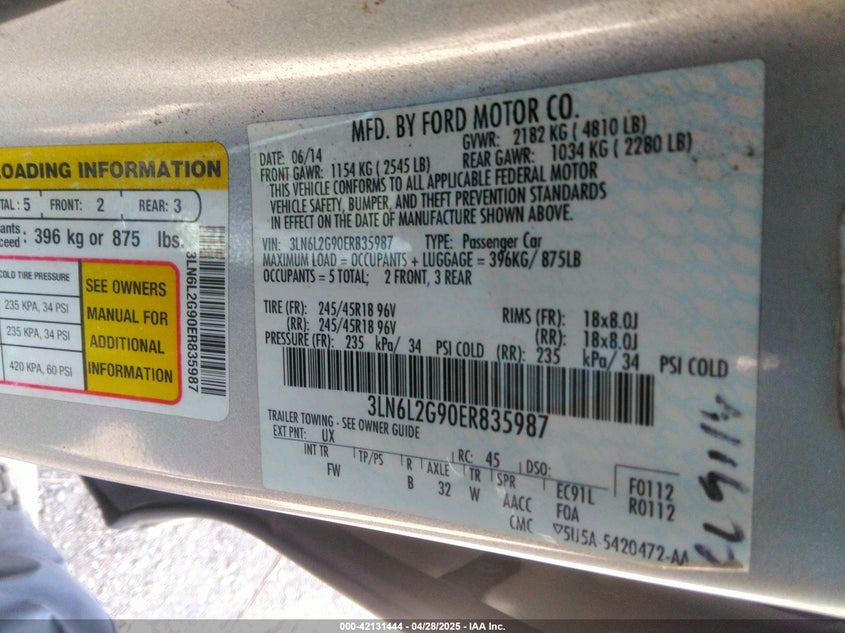 LOADING INFORMATION
TAL: 5 FRONT: 2 REAR: 3
396 kg or 875 lbs.
COLD TIRE PRESSURE
235 KPA, 34 PSI
235 KPA, 34 PSI
420 KPA, 60 PSI
SEE OWNERS
MANUAL FOR
ADDITIONAL
INFORMATION
3LN6L2G90ER835987
MFD. BY FORD MOTOR CO.
DATE: 06/14 GVWR: 2182 KG ( 4810 LB)
FRONT GAWR: 1154 KG ( 2545 LB) REAR GAWR: 1034 KG ( 2280 LB)
THIS VEHICLE CONFORMS TO ALL APPLICABLE FEDERAL MOTOR
VEHICLE SAFETY, BUMPER, AND THEFT PREVENTION STANDARDS
IN EFFECT ON THE DATE OF MANUFACTURE SHOWN ABOVE.
VIN: 3LN6L2G90ER835987 TYPE: Passenger Car
MAXIMUM LOAD = OCCUPANTS + LUGGAGE = 396KG/ 875LB
OCCUPANTS = 5 TOTAL; 2 FRONT, 3 REAR
TIRE (FR): 245/45R18 96V RIMS (FR): 18x8.0J
(RR): 245/45R18 96V (RR): 18x8.0J
PRESSURE (FR): 235 kPa/ 34 PSI COLD (RR): 235 kPa/ 34 PSI COLD
3LN6L2G90ER835987
TRAILER TOWING - SEE OWNER GUIDE
EXT PNT: UX RC: 45 DSO:
INT TR TP/PS R AXLE TR SPR EC91L F0112
FW B 32 W AACC FOA R0112
CMC 5U5A 5420472-AA
000-42131444 - 04/28/2025 - IAA Inc.